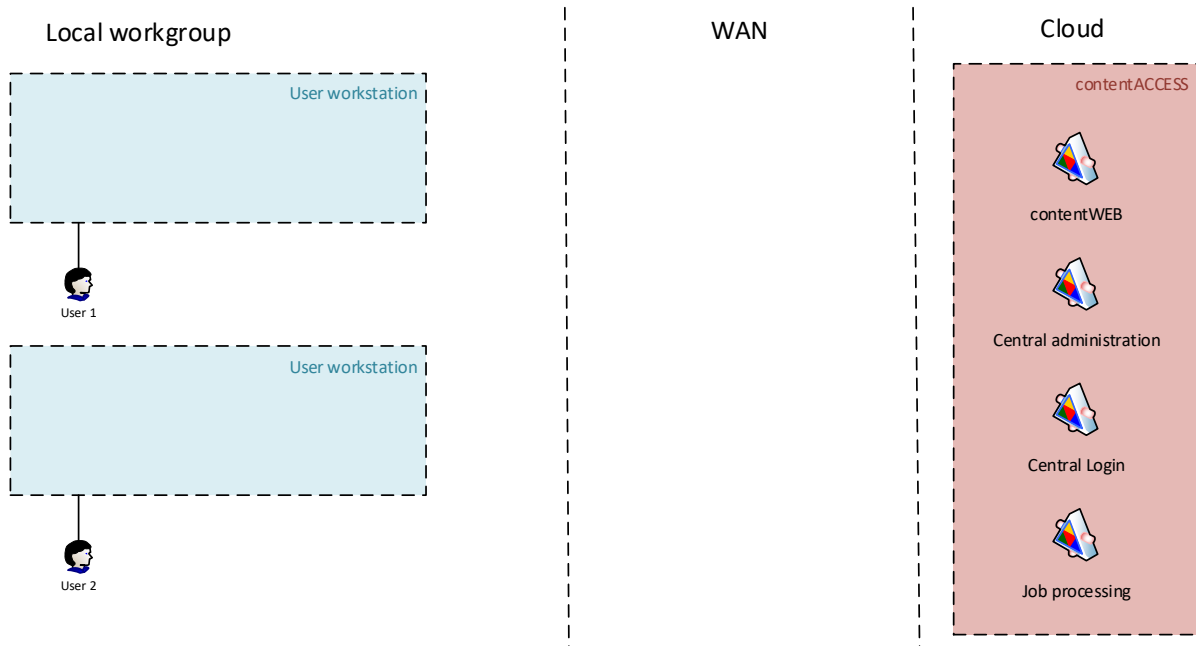 Local workgroup
WAN
Cloud
User workstation
contentACCESS
contentWEB
User 1
Central administration
User workstation
Central Login
User 2
Job processing